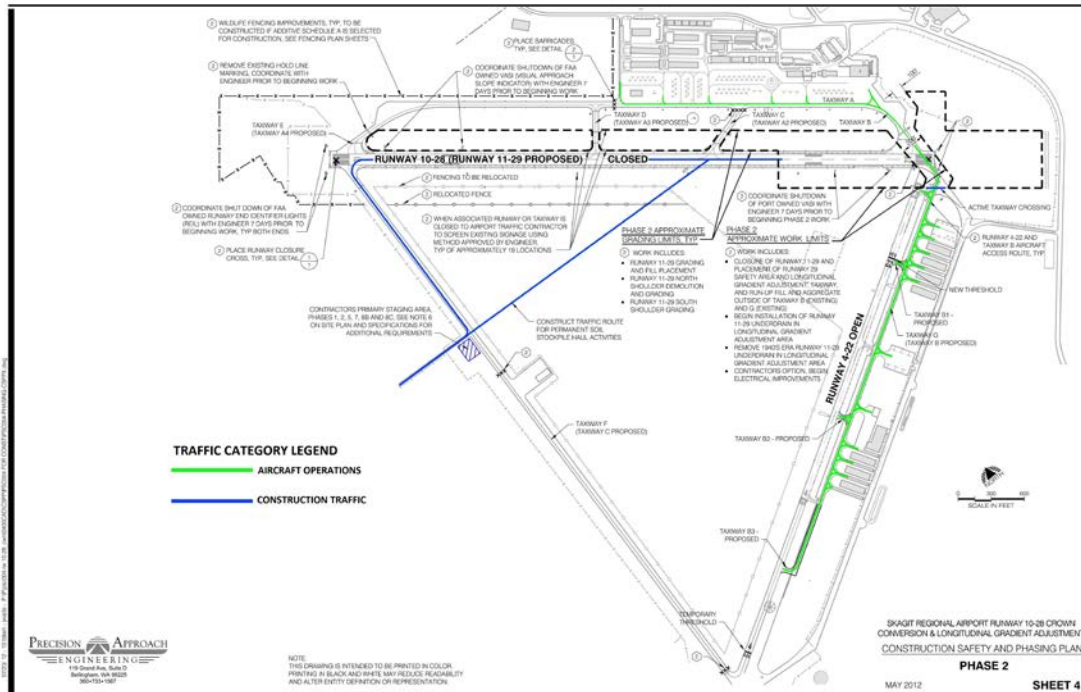 ② WILDLIFE FENCING IMPROVEMENTS, TYP, TO BE
CONSTRUCTED IF ADDITIVE SCHEDULE A IS SELECTED
FOR CONSTRUCTION, SEE FENCING PLAN SHEETS
② PLACE BARRICADES,
TYP, SEE DETAIL
② REMOVE EXISTING HOLD LINE
MARKING, COORDINATE WITH
ENGINEER PRIOR TO BEGINNING WORK
② COORDINATE SHUTDOWN OF FAA
OWNED VASI (VISUAL APPROACH
SLOPE INDICATOR) WITH ENGINEER 7
DAYS PRIOR TO BEGINNING WORK
TAXIWAY A
TAXIWAY B
TAXIWAY E
(TAXIWAY A4 PROPOSED)
TAXIWAY D
(TAXIWAY A3 PROPOSED)
TAXIWAY C
(TAXIWAY A2 PROPOSED)
RUNWAY 10-28 (RUNWAY 11-29 PROPOSED) CLOSED
② FENCING TO BE RELOCATED
② RELOCATED FENCE
② COORDINATE SHUT DOWN OF FAA
OWNED RUNWAY END IDENTIFIER LIGHTS
(REIL) WITH ENGINEER 7 DAYS PRIOR TO
BEGINNING WORK, TYP BOTH ENDS
② PLACE RUNWAY CLOSURE
CROSS, TYP, SEE DETAIL
② WHEN ASSOCIATED RUNWAY OR TAXIWAY IS
CLOSED TO AIRPORT TRAFFIC CONTRACTOR
TO SCREEN EXISTING SIGNAGE USING
METHOD APPROVED BY ENGINEER,
TYP OF APPROXIMATELY 19 LOCATIONS
② COORDINATE SHUTDOWN
OF PORT OWNED VASI WITH
ENGINEER 7 DAYS PRIOR TO
BEGINNING PHASE 2 WORK
ACTIVE TAXIWAY CROSSING
② RUNWAY 4-22 AND
TAXIWAY B AIRCRAFT
ACCESS ROUTE, TYP
PHASE 2 APPROXIMATE
GRADING LIMITS, TYP
② WORK INCLUDES:
• RUNWAY 11-29 GRADING
AND FILL PLACEMENT
• RUNWAY 11-29 NORTH
SHOULDER DEMOLITION
AND GRADING
• RUNWAY 11-29 SOUTH
SHOULDER GRADING
PHASE 2
APPROXIMATE WORK LIMITS
② WORK INCLUDES:
• CLOSURE OF RUNWAY 11-29 AND
PLACEMENT OF RUNWAY 29
SAFETY AREA AND LONGITUDINAL
GRADIENT ADJUSTMENT, TAXIWAY,
AND RUN-UP FILL AND AGGREGATE
OUTSIDE OF TAXIWAY B (EXISTING)
AND G (EXISTING)
• BEGIN INSTALLATION OF RUNWAY
11-29 UNDERDRAIN IN
LONGITUDINAL GRADIENT
ADJUSTMENT AREA
• REMOVE 1940S ERA RUNWAY 11-29
UNDERDRAIN IN LONGITUDINAL
GRADIENT ADJUSTMENT AREA
• CONTRACTORS OPTION, BEGIN
ELECTRICAL IMPROVEMENTS
NEW THRESHOLD
TAXIWAY B1 -
PROPOSED
TAXIWAY G
(TAXIWAY B PROPOSED)
RUNWAY 4-22 OPEN
CONTRACTORS PRIMARY STAGING AREA,
PHASES 1, 2, 5, 7, 8B AND 8C, SEE NOTE 6
ON SITE PLAN AND SPECIFICATIONS FOR
ADDITIONAL REQUIREMENTS
CONSTRUCT TRAFFIC ROUTE
FOR PERMANENT SOIL
STOCKPILE HAUL ACTIVITIES
TAXIWAY F
(TAXIWAY C PROPOSED)
TAXIWAY B2 - PROPOSED
TAXIWAY B3 -
PROPOSED
TEMPORARY
THRESHOLD
TRAFFIC CATEGORY LEGEND
AIRCRAFT OPERATIONS
CONSTRUCTION TRAFFIC
NORTH
0 300 600
SCALE IN FEET
PRECISION APPROACH
ENGINEERING
119 Grand Ave, Suite D
Bellingham, WA 98225
360-733-1567
NOTE
THIS DRAWING IS INTENDED TO BE PRINTED IN COLOR.
PRINTING IN BLACK AND WHITE MAY REDUCE READABILITY
AND ALTER ENTITY DEFINITION OR REPRESENTATION.
SKAGIT REGIONAL AIRPORT RUNWAY 10-28 CROWN
CONVERSION & LONGITUDINAL GRADIENT ADJUSTMENT
CONSTRUCTION SAFETY AND PHASING PLAN
PHASE 2
MAY 2012 SHEET 4